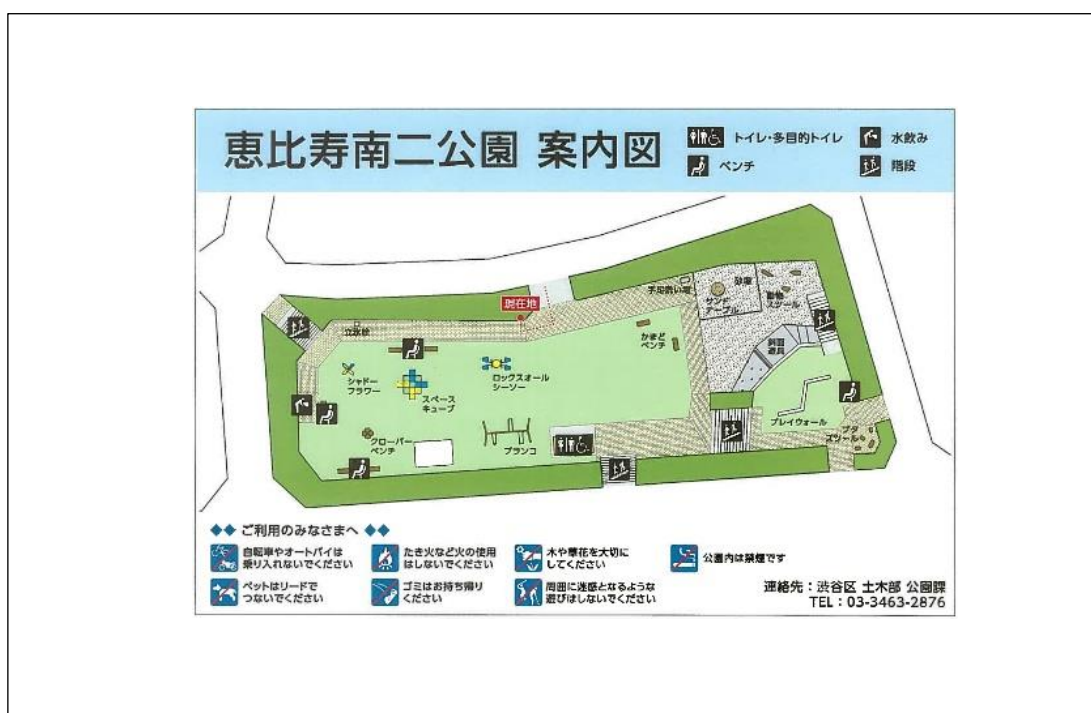 恵比寿南二公園 案内図
トイレ・多目的トイレ
水飲み
ベンチ
階段
現在地
手足洗い場
砂場
サンド
テーブル
動物
スツール
立水栓
かまど
ベンチ
斜面
遊具
シャドー
フラワー
ロックスオール
シーソー
スペース
キューブ
プレイウォール
ブタ
スツール
クローバー
ベンチ
ブランコ
◆◆ ご利用のみなさまへ ◆◆
自転車やオートバイは
乗り入れないでください
たき火など火の使用
はしないでください
木や草花を大切に
してください
公園内は禁煙です
ペットはリードで
つないでください
ゴミはお持ち帰り
ください
周囲に迷惑となるような
遊びはしないでください
連絡先：渋谷区 土木部 公園課
TEL：03-3463-2876